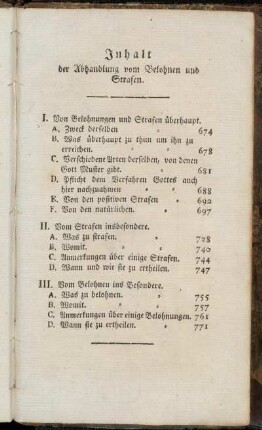 Inhalt
der Abhandlung vom Belohnen und
Strafen.
I. Von Belohnungen und Strafen überhaupt.
A. Zweck derselben " 674
B. Was überhaupt zu thun um ihn zu
erreichen. " " 678
C. Verschiedene Arten derselben, von denen
Gott Muster gibt. " 681
D. Pflicht dem Verfahren Gottes auch
hier nachzuahmen " " 688
E. Von den positiven Strafen " 692
F. Von den natürlichen. " 697
II. Vom Strafen insbesondere.
A. Was zu strafen. " " 728
B. Womit. " " 740
C. Anmerkungen über einige Strafen. 744
D. Wann und wie sie zu ertheilen. " 747
III. Vom Belohnen ins Besondere.
A. Was zu belohnen. " " 755
B. Womit. " " 757
C. Anmerkungen über einige Belohnungen. 761
D. Wann sie zu ertheilen. " " 771